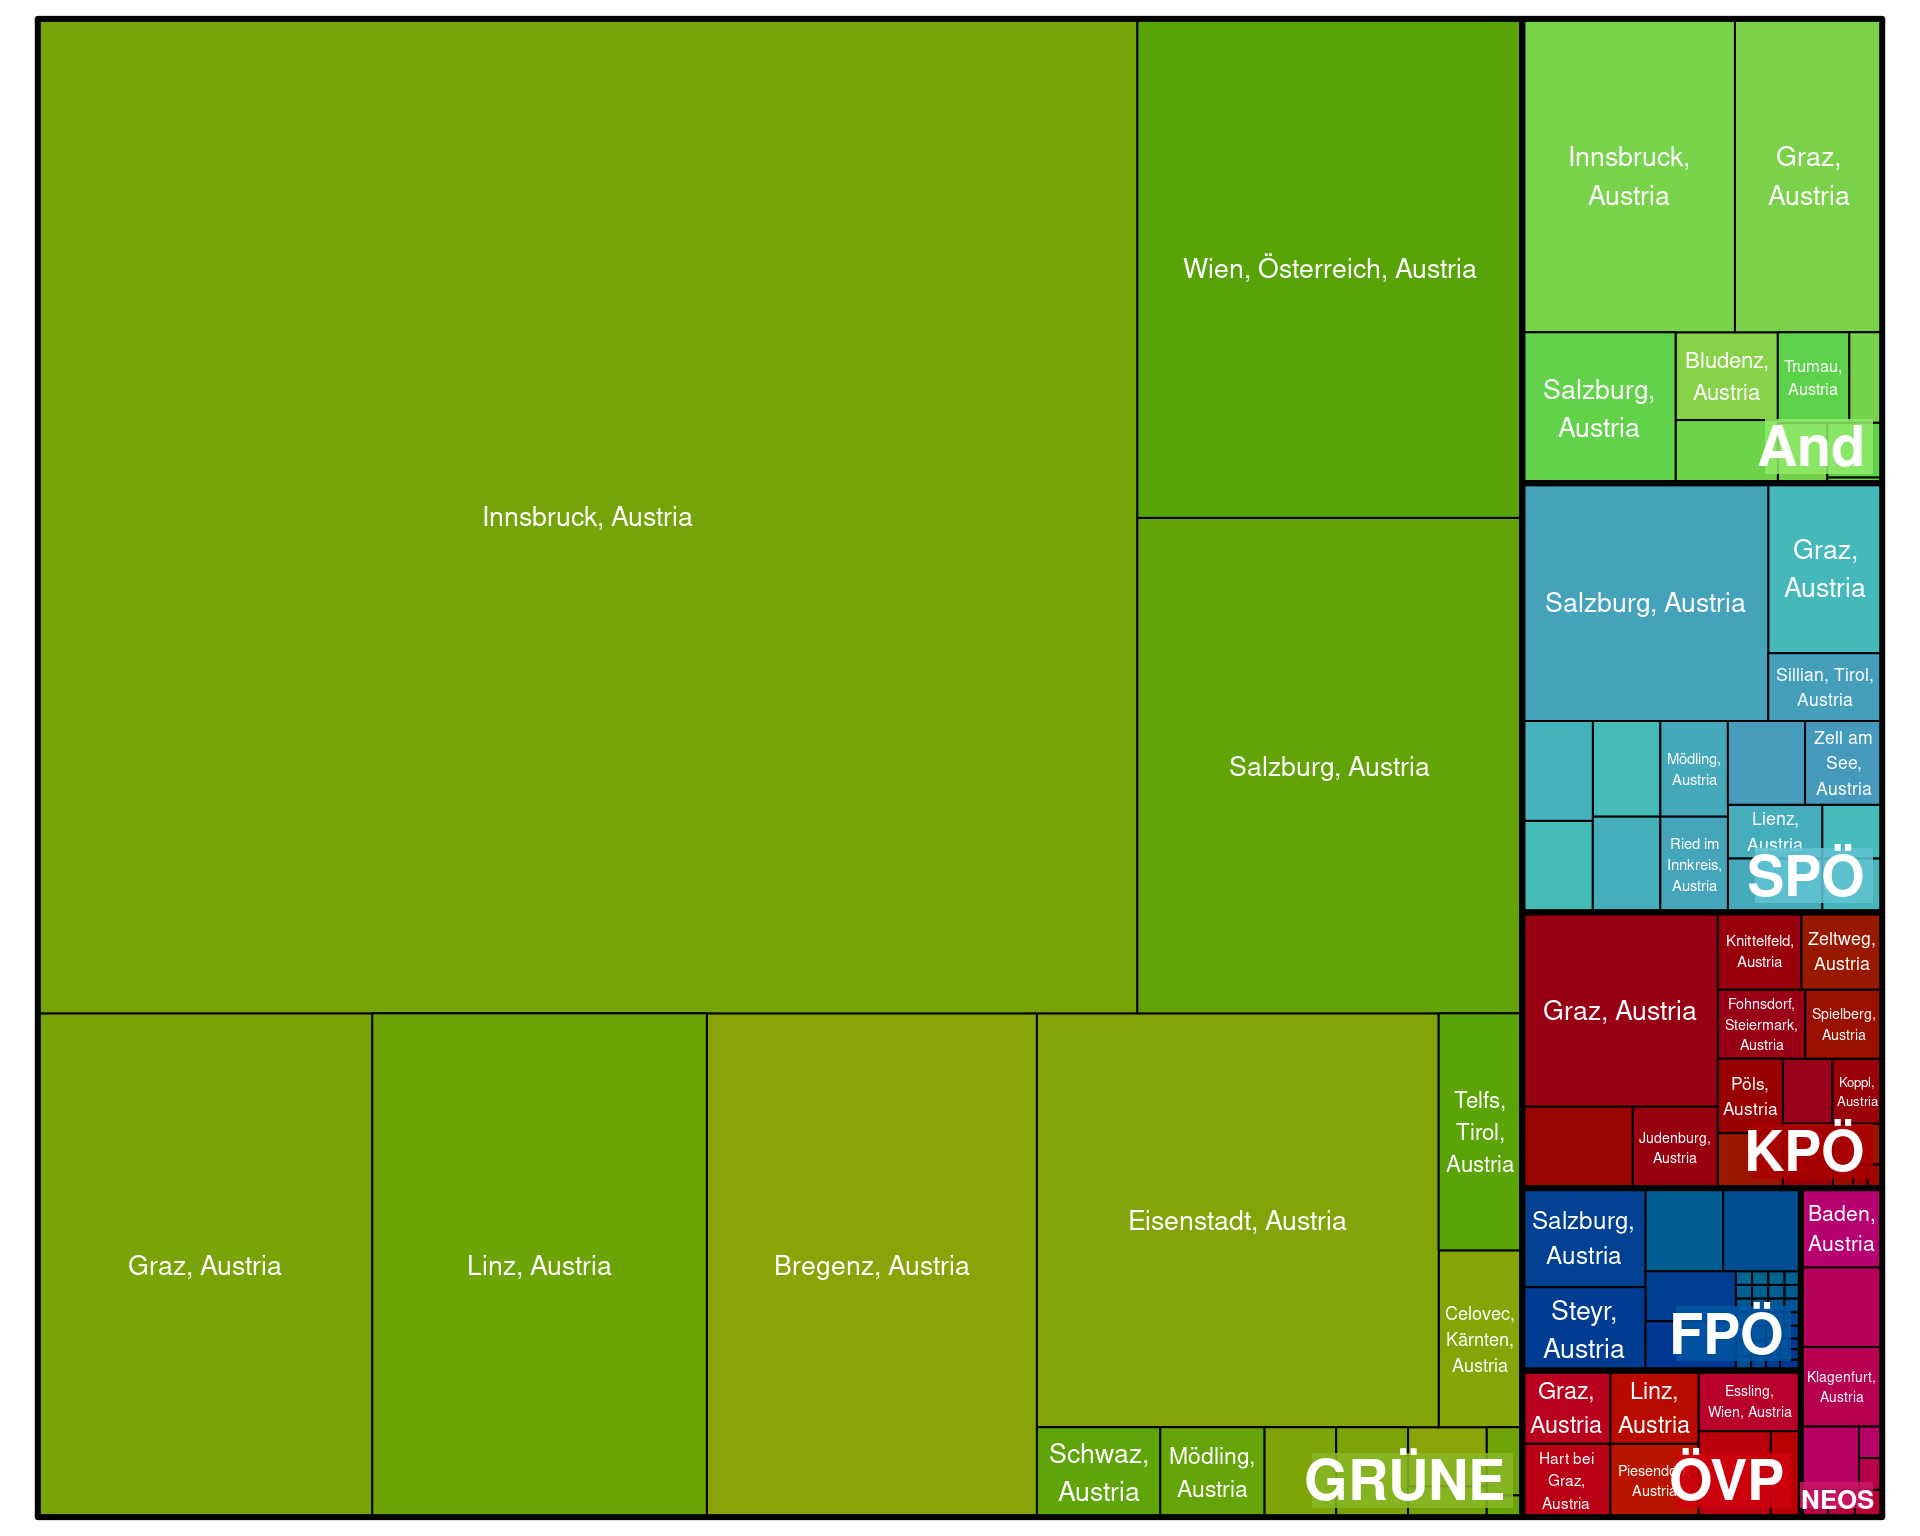 Innsbruck, Austria
Wien, Österreich, Austria
Salzburg, Austria
Graz, Austria
Linz, Austria
Bregenz, Austria
Eisenstadt, Austria
Telfs,
Tirol,
Austria
Celovec,
Kärnten,
Austria
Schwaz,
Austria
Mödling,
Austria
GRÜNE
Innsbruck,
Austria
Graz,
Austria
Salzburg,
Austria
Bludenz,
Austria
Trumau,
Austria
And
Salzburg, Austria
Graz,
Austria
Sillian, Tirol,
Austria
Mödling,
Austria
Zell am
See,
Austria
Ried im
Innkreis,
Austria
Lienz,
Austria
SPÖ
Graz, Austria
Knittelfeld,
Austria
Zeltweg,
Austria
Fohnsdorf,
Steiermark,
Austria
Spielberg,
Austria
Pöls,
Austria
Koppl,
Austria
Judenburg,
Austria
KPÖ
Salzburg,
Austria
Steyr,
Austria
FPÖ
Baden,
Austria
Klagenfurt,
Austria
NEOS
Graz,
Austria
Linz,
Austria
Essling,
Wien, Austria
Hart bei
Graz,
Austria
Piesendorf,
Austria
ÖVP